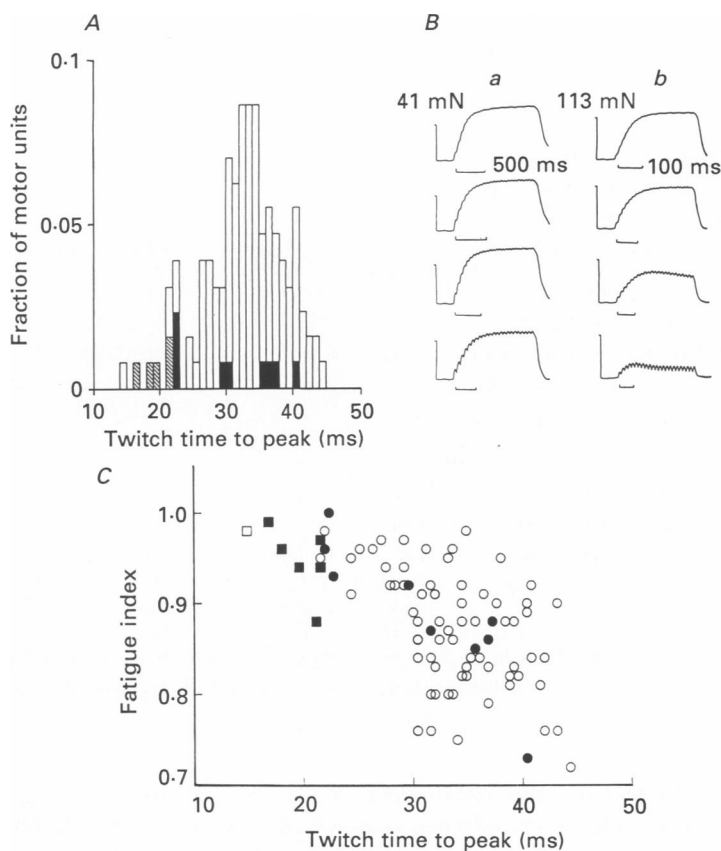 A
B
0·1
a
b
41 mN
113 mN
500 ms
100 ms
0·05
Fraction of motor units
0
10 20 30 40 50
Twitch time to peak (ms)
C
1.0
0.9
0.8
0.7
Fatigue index
10 20 30 40 50
Twitch time to peak (ms)